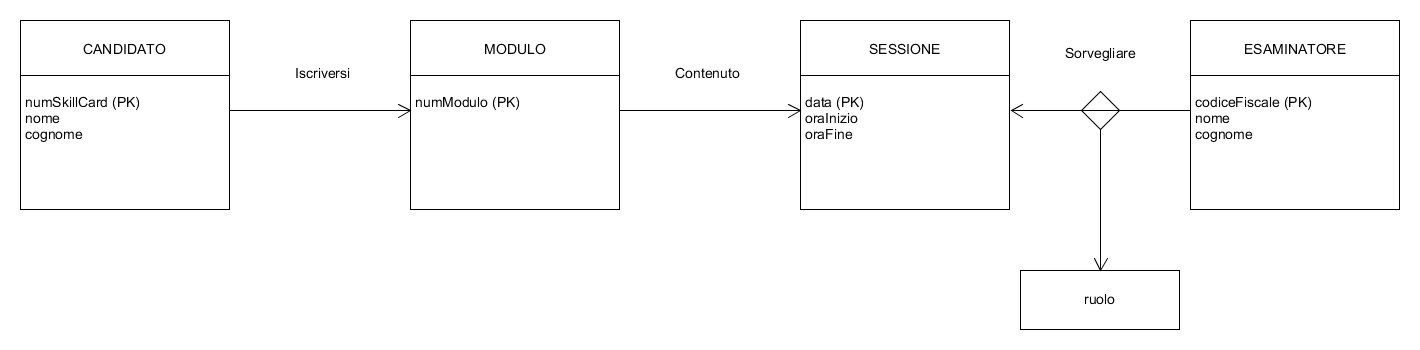 CANDIDATO
numSkillCard (PK)
nome
cognome
Iscriversi
MODULO
numModulo (PK)
Contenuto
SESSIONE
data (PK)
oraInizio
oraFine
Sorvegliare
ESAMINATORE
codiceFiscale (PK)
nome
cognome
ruolo